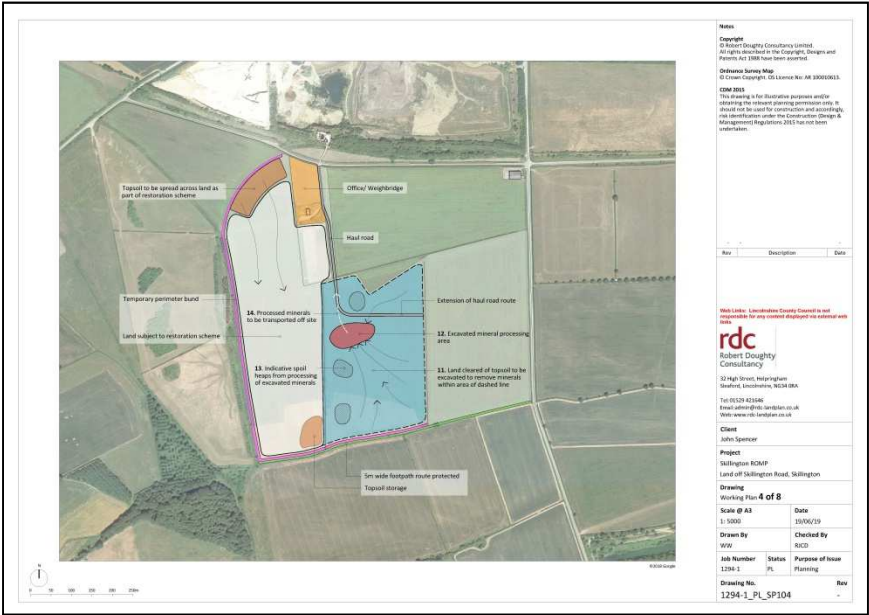 Topsoil to be spread across land as
part of restoration scheme
Office/ Weighbridge
Haul road
Temporary perimeter bund
Extension of haul road route
14. Processed minerals
to be transported off site
12. Excavated mineral processing
area
Land subject to restoration scheme
13. Indicative spoil
heaps from processing
of excavated minerals
11. Land cleared of topsoil to be
excavated to remove minerals
within area of dashed line
5m wide footpath route protected
Topsoil storage
N
0 50 100 150 200 250m
©2018 Google
Notes
Copyright
© Robert Doughty Consultancy Limited.
All rights described in the Copyright, Designs and
Patents Act 1988 have been asserted.
Ordnance Survey Map
© Crown Copyright. OS Licence No: AR 100010613.
CDM 2015
This drawing is for illustrative purposes and/or
obtaining the relevant planning permission only. It
should not be used for construction and accordingly,
risk identification under the Construction (Design &
Management) Regulations 2015 has not been
undertaken.
Rev Description Date
Web Links: Lincolnshire County Council is not
responsible for any content displayed via external web
links
rdc
Robert Doughty
Consultancy
32 High Street, Helpringham
Sleaford, Lincolnshire, NG34 0RA
Tel: 01529 421646
Email: admin@rdc-landplan.co.uk
Web: www.rdc-landplan.co.uk
Client
John Spencer
Project
Skillington ROMP
Land off Skillington Road, Skillington
Drawing
Working Plan 4 of 8
Scale @ A3 Date
1: 5000 19/06/19
Drawn By Checked By
WW RJCD
Job Number Status Purpose of Issue
1294-1 PL Planning
Drawing No. Rev
1294-1_PL_SP104 -